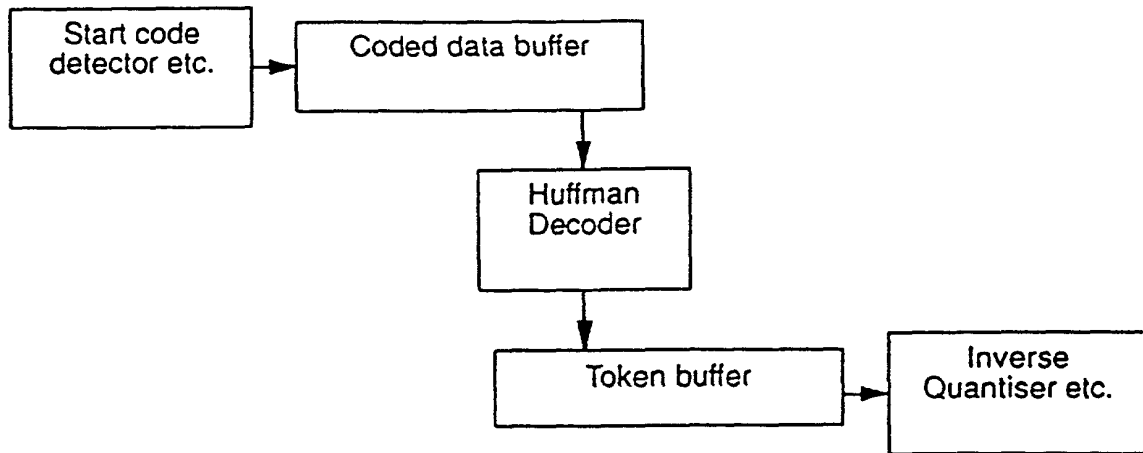 Start code
detector etc.
Coded data buffer
Huffman
Decoder
Token buffer
Inverse
Quantiser etc.